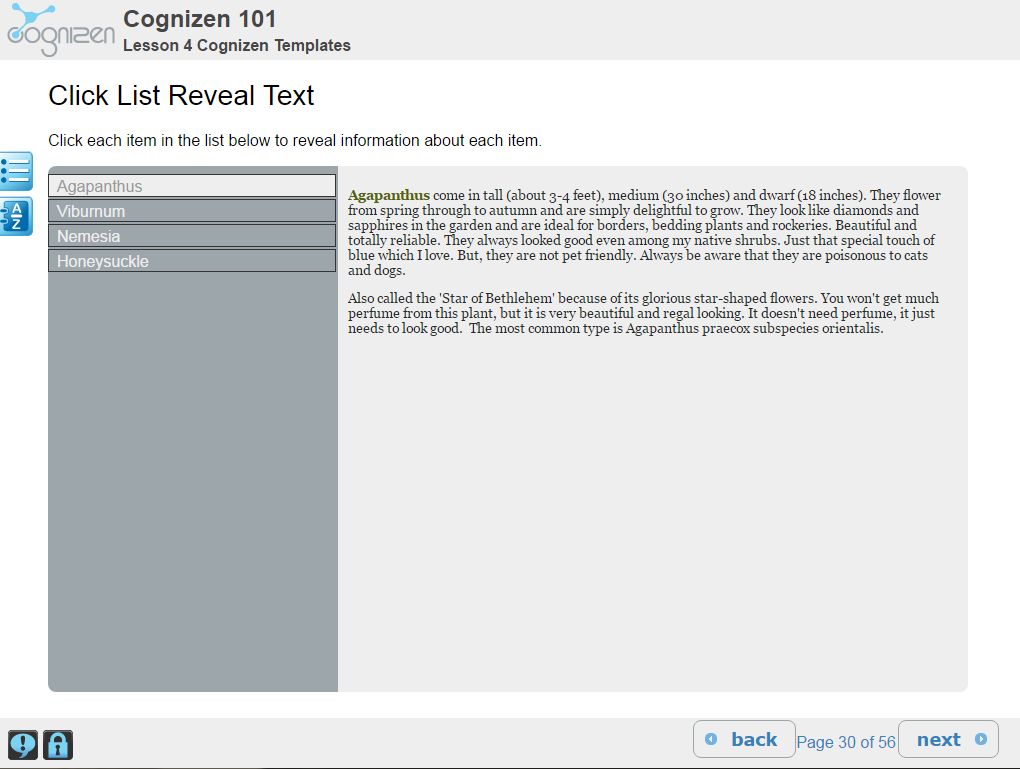 cognizen
Cognizen 101
Lesson 4 Cognizen Templates
Click List Reveal Text
Click each item in the list below to reveal information about each item.
A
Z
Agapanthus
Viburnum
Nemesia
Honeysuckle
Agapanthus come in tall (about 3-4 feet), medium (30 inches) and dwarf (18 inches). They flower
from spring through to autumn and are simply delightful to grow. They look like diamonds and
sapphires in the garden and are ideal for borders, bedding plants and rockeries. Beautiful and
totally reliable. They always looked good even among my native shrubs. Just that special touch of
blue which I love. But, they are not pet friendly. Always be aware that they are poisonous to cats
and dogs.
Also called the 'Star of Bethlehem' because of its glorious star-shaped flowers. You won't get much
perfume from this plant, but it is very beautiful and regal looking. It doesn't need perfume, it just
needs to look good.  The most common type is Agapanthus praecox subspecies orientalis.
back
Page 30 of 56
next